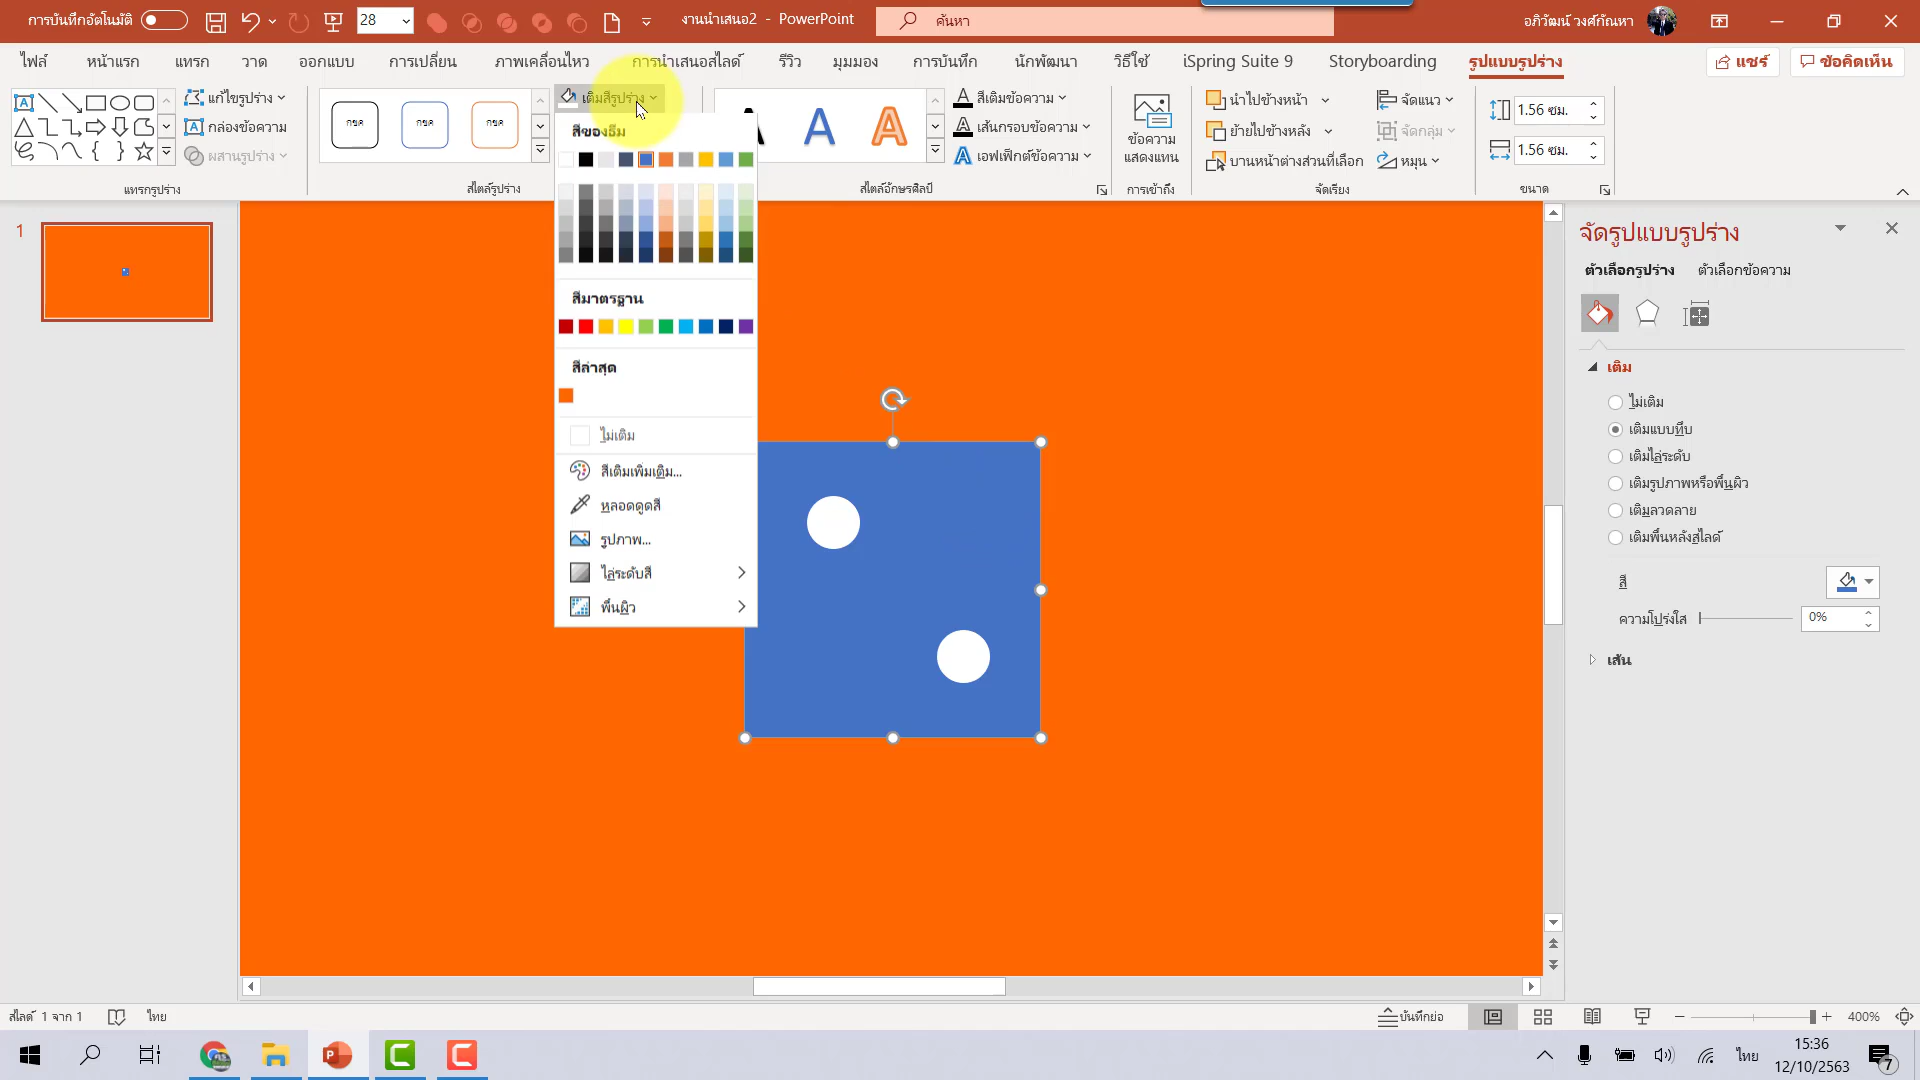 การบันทึกอัตโนมัติ
28
งานนำเสนอ2 - PowerPoint
ค้นหา
อภิวัฒน์ วงศ์กัณหา
ไฟล์ หน้าแรก แทรก วาด ออกแบบ การเปลี่ยน ภาพเคลื่อนไหว การนำเสนอสไลด์ รีวิว มุมมอง การบันทึก นักพัฒนา วิธีใช้ iSpring Suite 9 Storyboarding รูปแบบรูปร่าง
แชร์ ข้อคิดเห็น
แก้ไขรูปร่าง
กล่องข้อความ
ผสานรูปร่าง
แทรกรูปร่าง
กขค กขค กขค
สไตล์รูปร่าง
เติมสีรูปร่าง
สีของธีม
สีมาตรฐาน
สีล่าสุด
ไม่เติม
สีเติมเพิ่มเติม...
หลอดดูดสี
รูปภาพ...
ไล่ระดับสี
พื้นผิว
A A
สีเติมข้อความ
เส้นกรอบข้อความ
เอฟเฟ็กต์ข้อความ
สไตล์อักษรศิลป์
ข้อความ
แสดงแทน
การเข้าถึง
นำไปข้างหน้า
ย้ายไปข้างหลัง
บานหน้าต่างส่วนที่เลือก
จัดแนว
จัดกลุ่ม
หมุน
จัดเรียง
1.56 ซม.
1.56 ซม.
ขนาด
1
จัดรูปแบบรูปร่าง
ตัวเลือกรูปร่าง ตัวเลือกข้อความ
เติม
ไม่เติม
เติมแบบทึบ
เติมไล่ระดับ
เติมรูปภาพหรือพื้นผิว
เติมลวดลาย
เติมพื้นหลังสไลด์
สี
ความโปร่งใส 0%
เส้น
สไลด์ 1 จาก 1 ไทย
บันทึกย่อ
400%
ไทย
15:36
12/10/2563
7